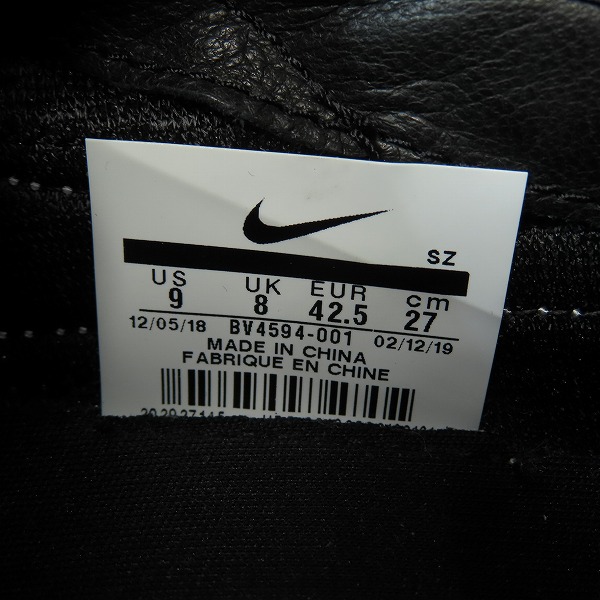 SZ
US UK EUR cm
9 8 42.5 27
12/05/18 BV4594-001 02/12/19
MADE IN CHINA
FABRIQUE EN CHINE